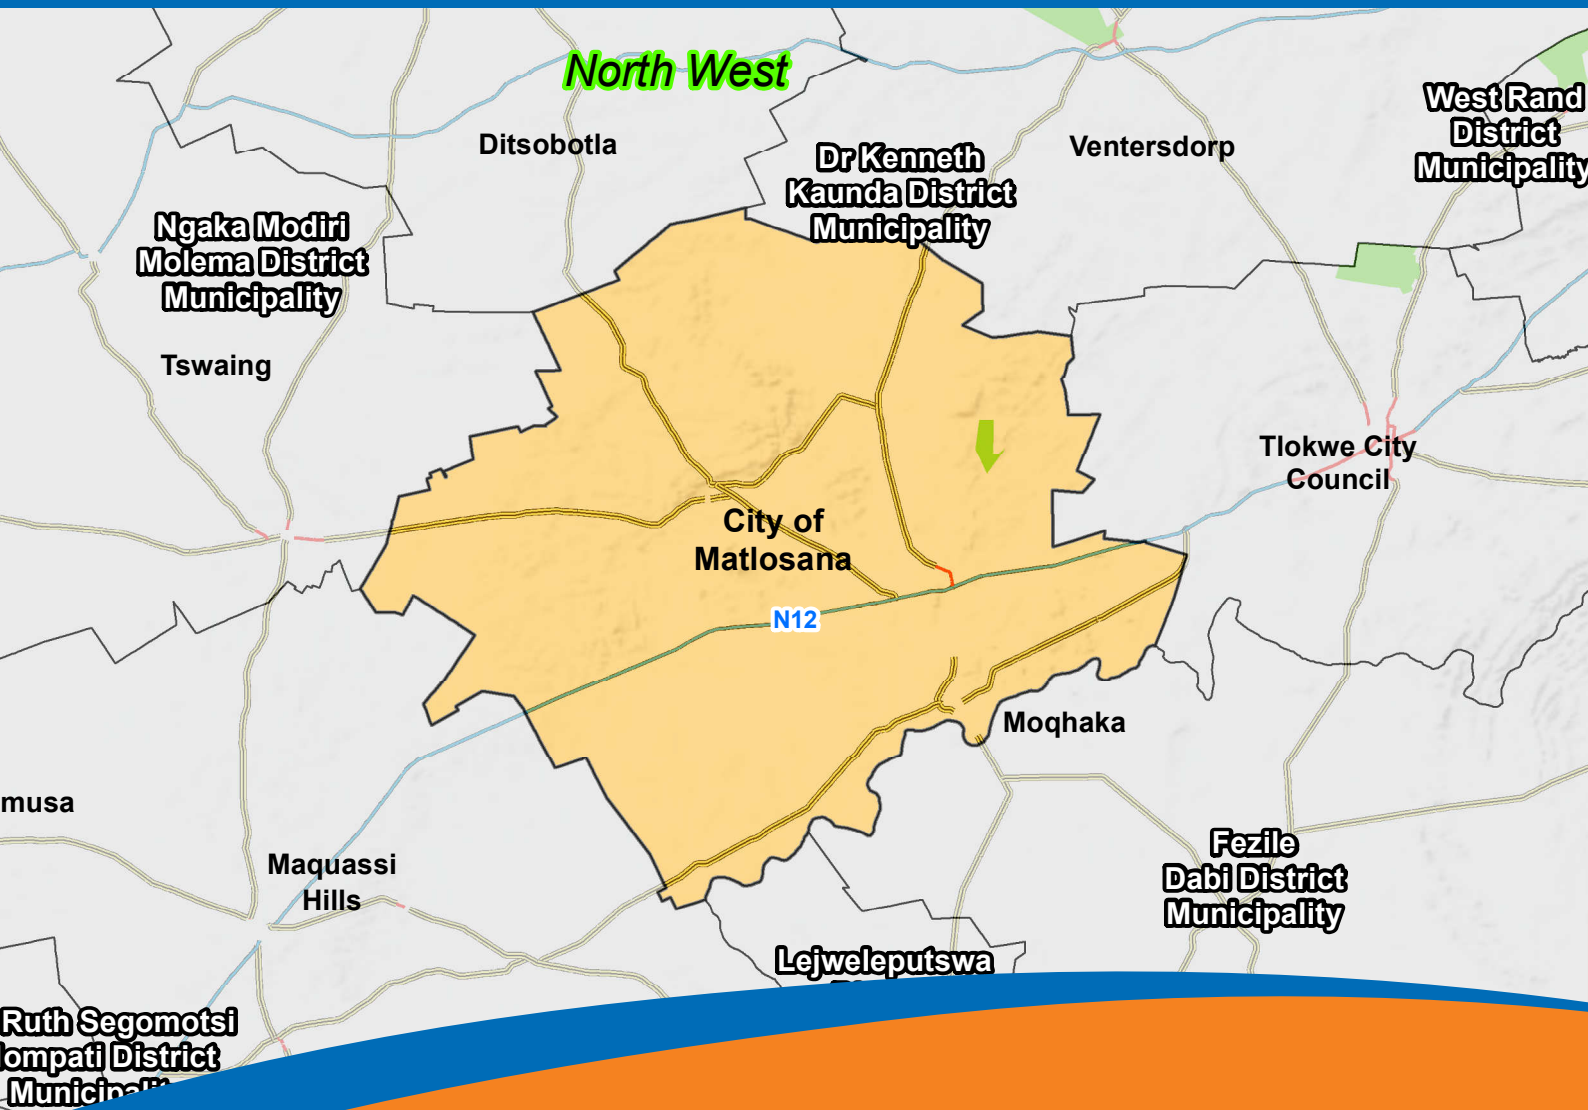 North West
Ditsobotla
Ventersdorp
West Rand
District
Municipality
Dr Kenneth
Kaunda District
Municipality
Ngaka Modiri
Molema District
Municipality
Tswaing
Tlokwe City
Council
City of
Matlosana
N12
Moqhaka
musa
Maquassi
Hills
Fezile
Dabi District
Municipality
Lejweleputswa
Ruth Segomotsi
ompati District
Municipali